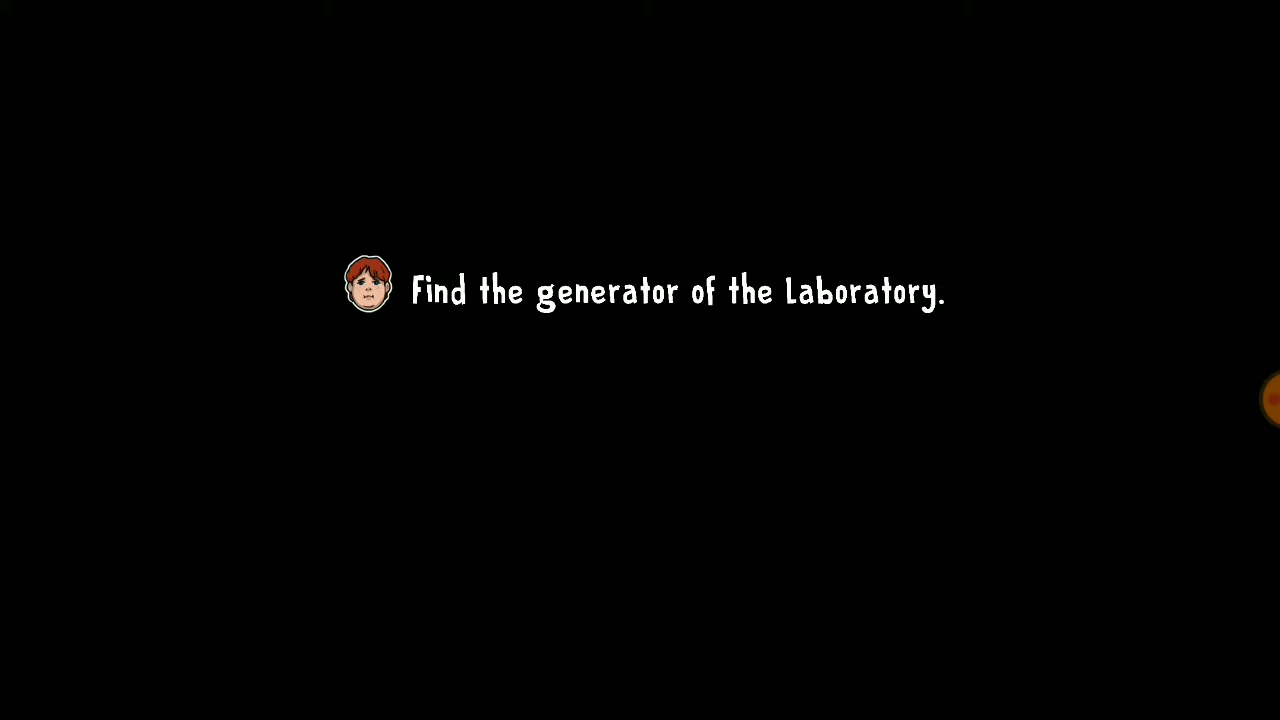 Find the generator of the Laboratory.